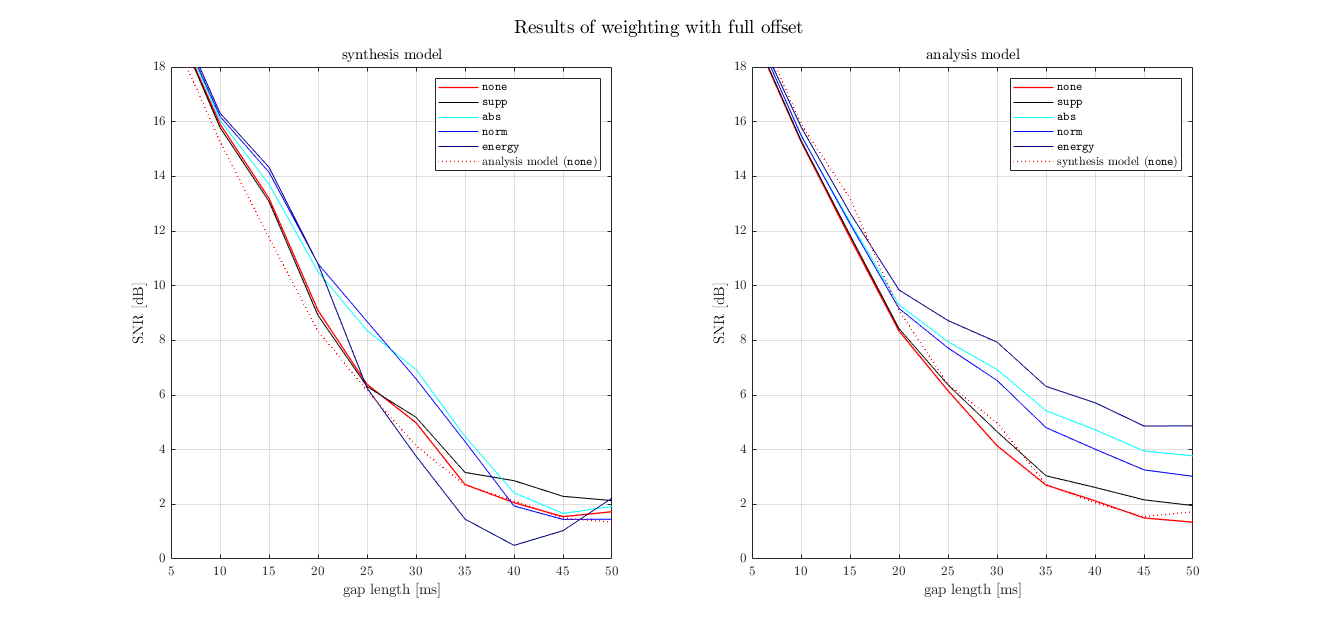 Results of weighting with full offset
synthesis model
18
16
14
12
10
8
6
4
2
0
SNR [dB]
none
supp
abs
norm
energy
analysis model (none)
5 10 15 20 25 30 35 40 45 50
gap length [ms]
analysis model
18
16
14
12
10
8
6
4
2
0
SNR [dB]
none
supp
abs
norm
energy
synthesis model (none)
5 10 15 20 25 30 35 40 45 50
gap length [ms]